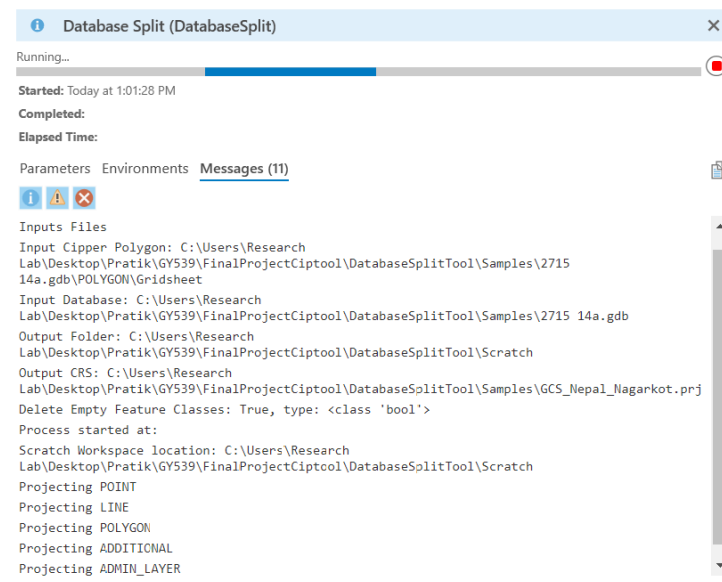 Database Split (DatabaseSplit)
Running...
Started: Today at 1:01:28 PM
Completed:
Elapsed Time:
Parameters Environments Messages (11)
Inputs Files
Input Cipper Polygon: C:\Users\Research
Lab\Desktop\Pratik\GY539\FinalProjectCiptool\DatabaseSplitTool\Samples\2715
14a.gdb\POLYGON\Gridsheet
Input Database: C:\Users\Research
Lab\Desktop\Pratik\GY539\FinalProjectCiptool\DatabaseSplitTool\Samples\2715 14a.gdb
Output Folder: C:\Users\Research
Lab\Desktop\Pratik\GY539\FinalProjectCiptool\DatabaseSplitTool\Scratch
Output CRS: C:\Users\Research
Lab\Desktop\Pratik\GY539\FinalProjectCiptool\DatabaseSplitTool\Samples\GCS_Nepal_Nagarkot.prj
Delete Empty Feature Classes: True, type: <class 'bool'>
Process started at:
Scratch Workspace location: C:\Users\Research
Lab\Desktop\Pratik\GY539\FinalProjectCiptool\DatabaseSplitTool\Scratch
Projecting POINT
Projecting LINE
Projecting POLYGON
Projecting ADDITIONAL
Projecting ADMIN_LAYER